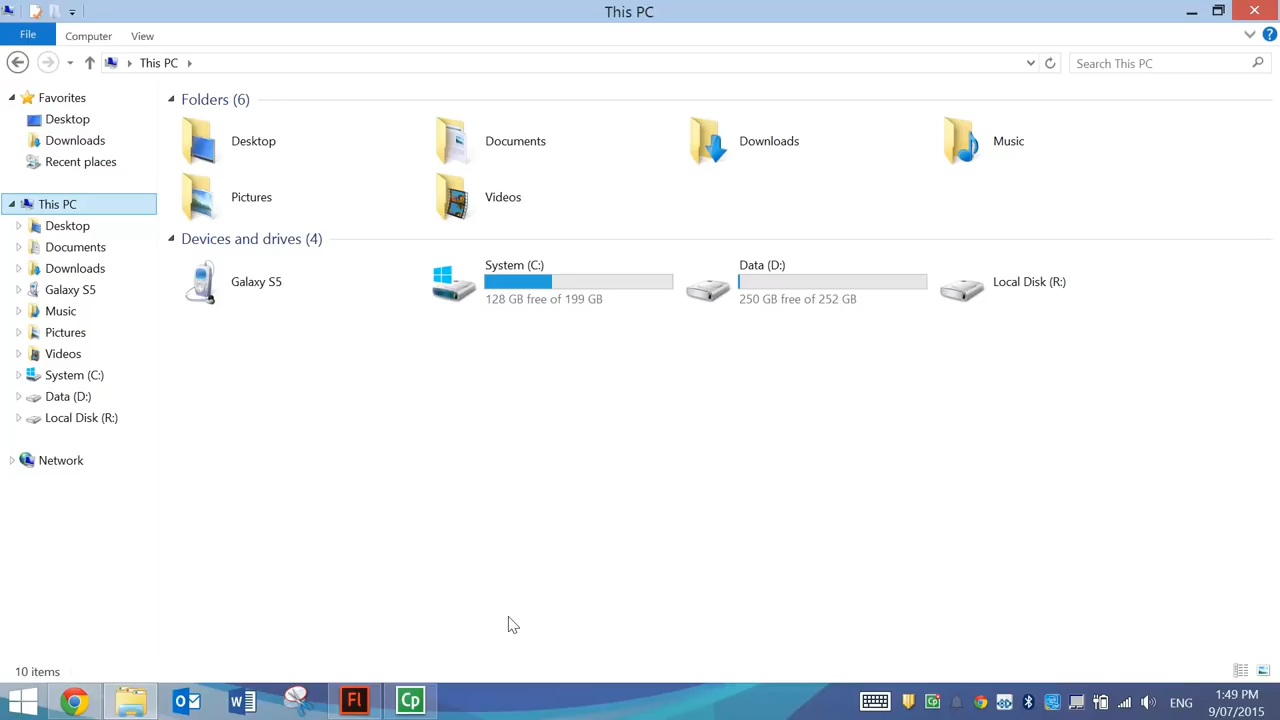 This PC
File
Computer
View
This PC
Search This PC
Favorites
Desktop
Downloads
Recent places
This PC
Desktop
Documents
Downloads
Galaxy S5
Music
Pictures
Videos
System (C:)
Data (D:)
Local Disk (R:)
Network
Folders (6)
Desktop
Documents
Downloads
Music
Pictures
Videos
Devices and drives (4)
Galaxy S5
System (C:)
128 GB free of 199 GB
Data (D:)
250 GB free of 252 GB
Local Disk (R:)
10 items
Fl
Cp
ENG
1:49 PM
9/07/2015